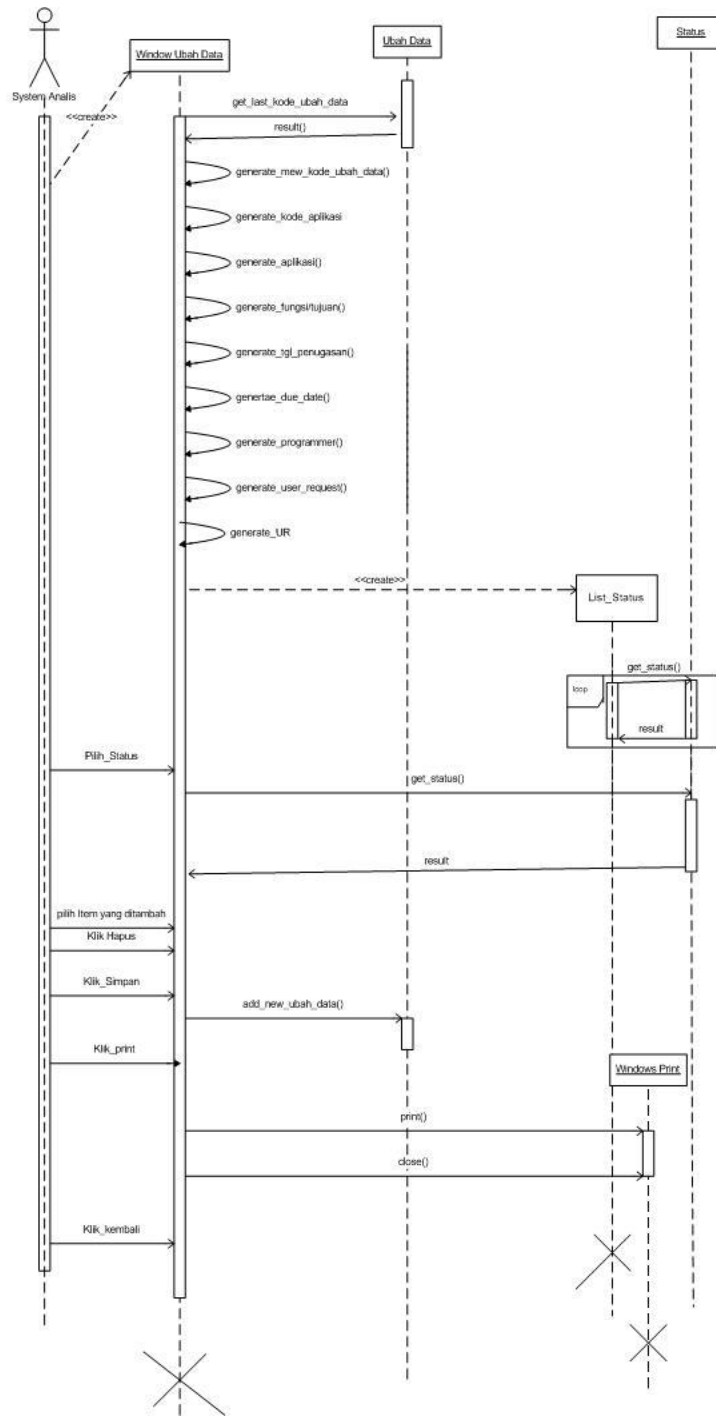 Ubah Data
Status
Window Ubah Data
System Analis
<<create>>
get_last_kode_ubah_data
result()
generate_mew_kode_ubah_data()
generate_kode_aplikasi
generate_aplikasi()
generate_fungsi/tujuan()
generate_tgl_penugasan()
genertae_due_date()
generate_programmer()
generate_user_request()
generate_UR
<<create>>
List_Status
get_status()
loop
result
Pilih_Status
get_status()
result
pilih Item yang ditambah
Klik Hapus
Klik_Simpan
add_new_ubah_data()
Klik_print
Windows Print
print()
close()
Klik_kembali